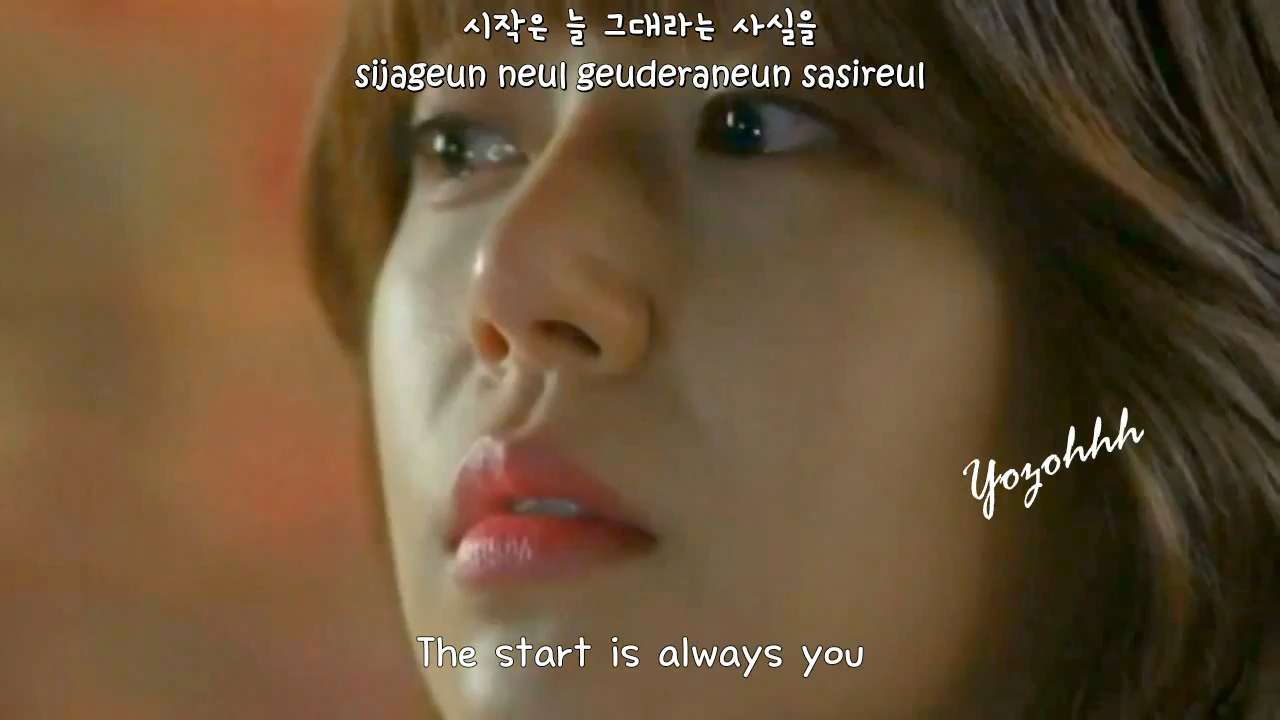 시작은 늘 그대라는 사실을
sijageun neul geuderaneun sasireul
Yozohhh
The start is always you